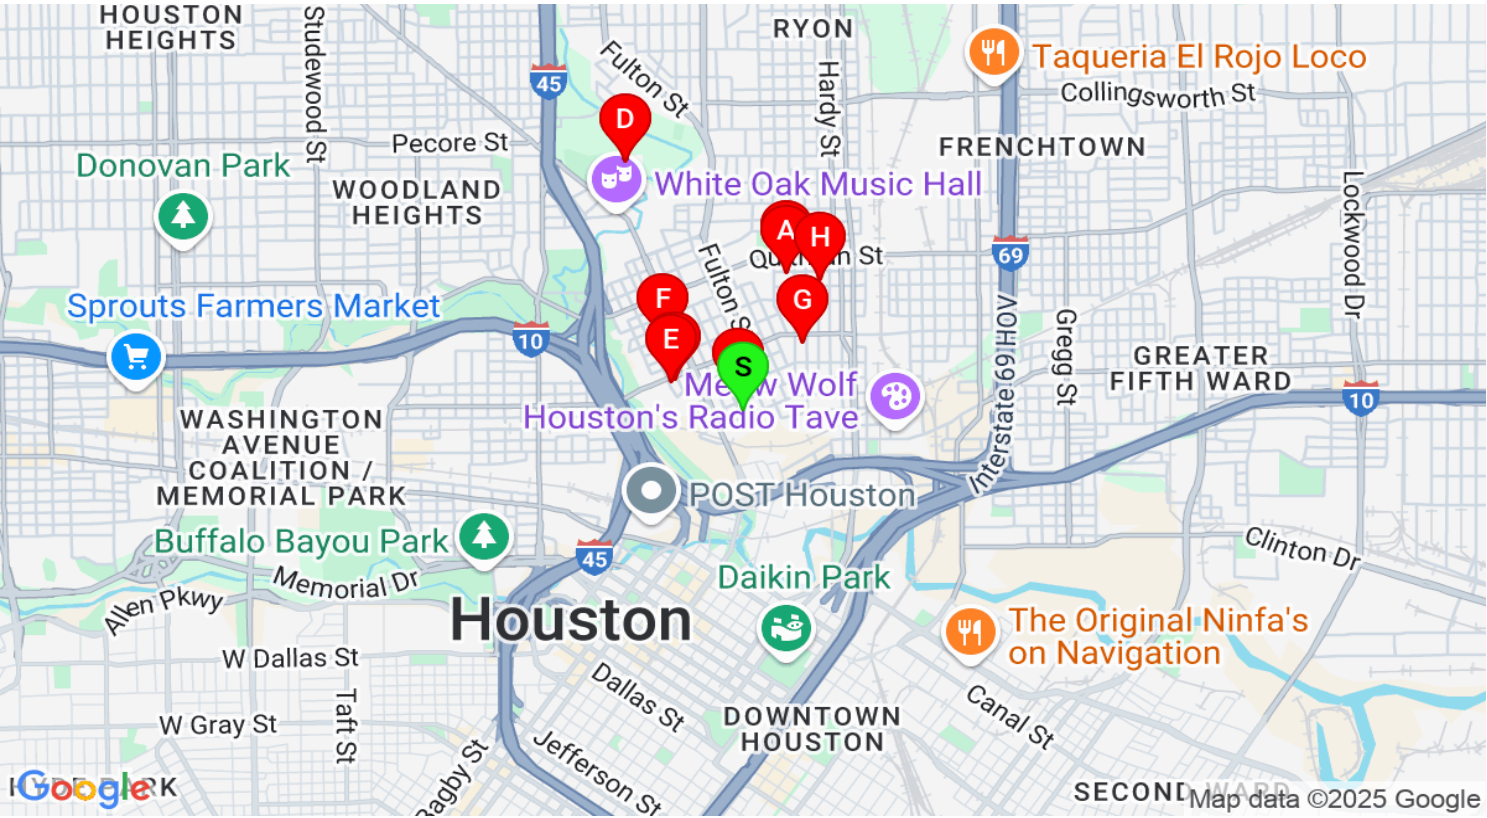 HOUSTON
HEIGHTS
Studewood St
45
Fulton St
RYON
Hardy St
Taqueria El Rojo Loco
Collingsworth St
Pecore St
D
FRENCHTOWN
Donovan Park
WOODLAND
HEIGHTS
White Oak Music Hall
Lockwood Dr
A
H
Quitman St
69
Fulton St
Sprouts Farmers Market
F
G
10
E
S
Interstate 69 HOV
Gregg St
GREATER
FIFTH WARD
10
Meow Wolf
Houston's Radio Tave
WASHINGTON
AVENUE
COALITION /
MEMORIAL PARK
POST Houston
Buffalo Bayou Park
45
Clinton Dr
Memorial Dr
Allen Pkwy
Daikin Park
Houston
The Original Ninfa's
on Navigation
W Dallas St
Dallas St
Canal St
Taft St
W Gray St
DOWNTOWN
HOUSTON
Bagby St
Jefferson St
HYDE PARK
Google
SECOND WARD
Map data ©2025 Google